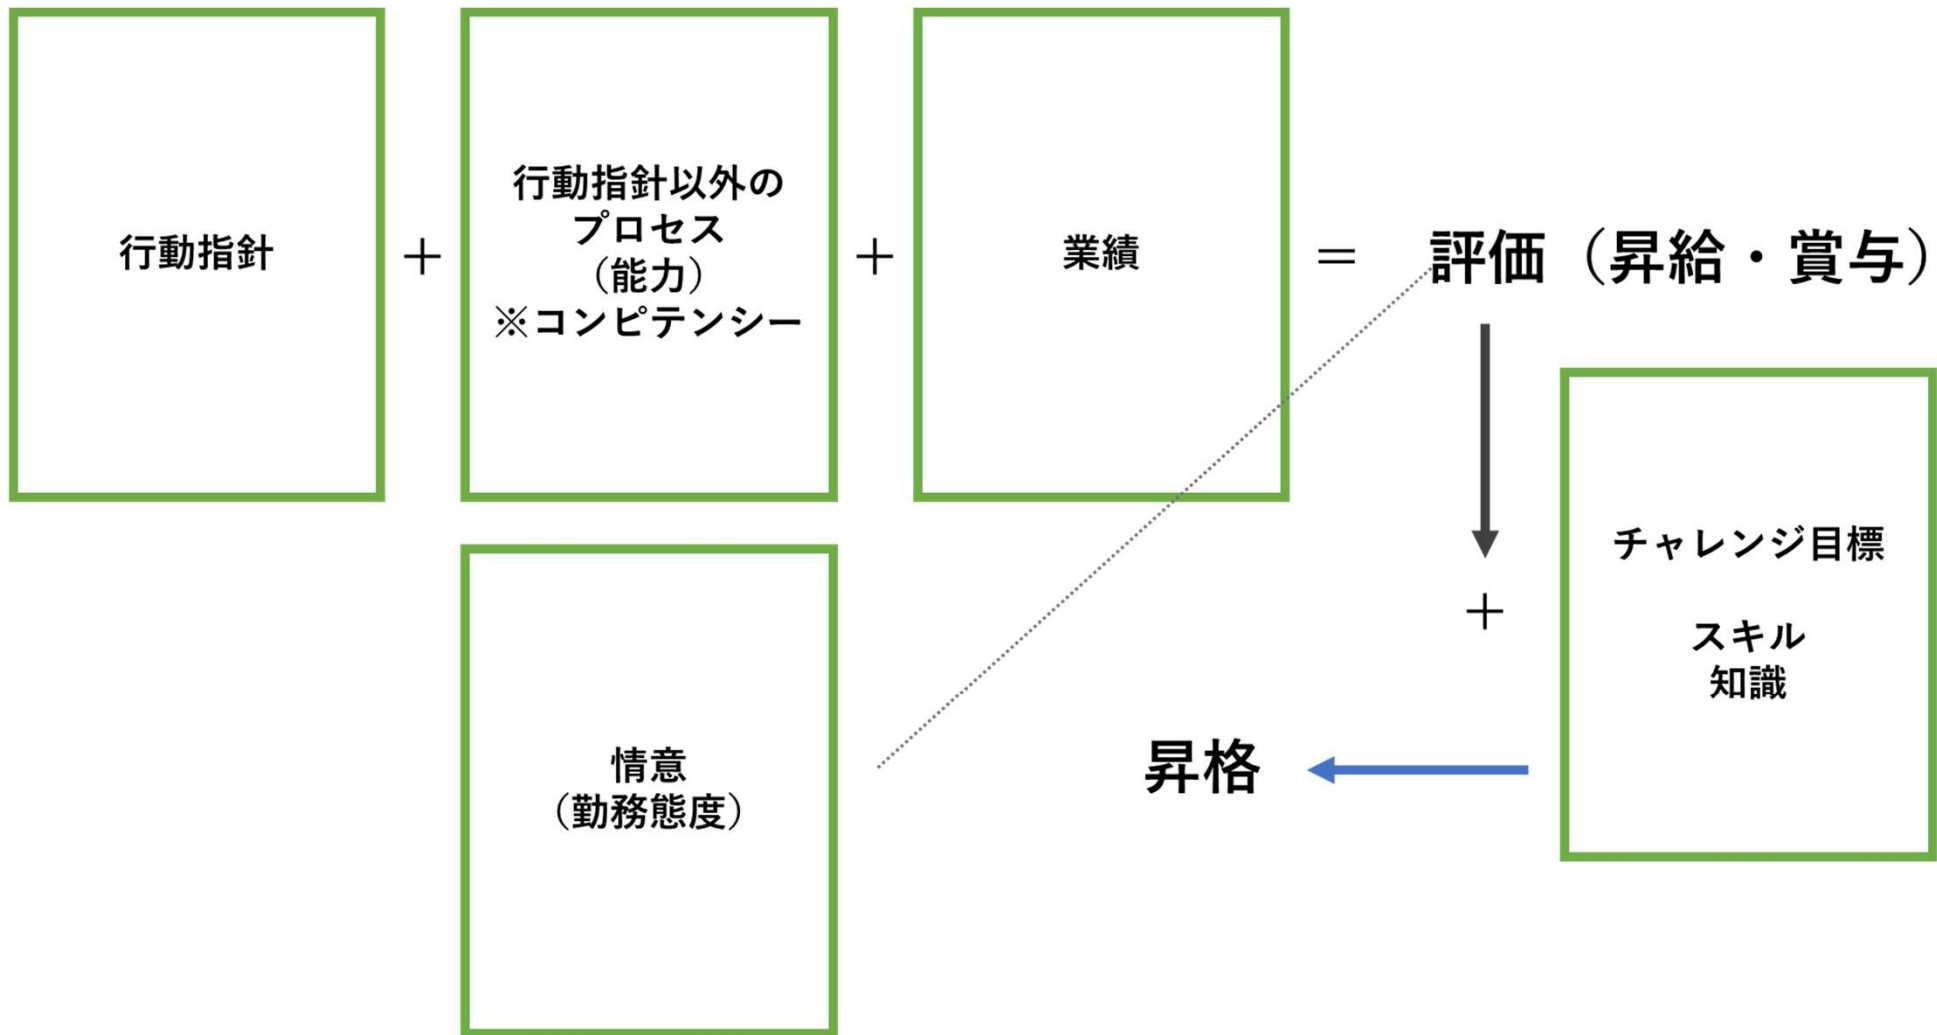 行動指針
+
行動指針以外の
プロセス
（能力）
※コンピテンシー
+
業績
=
評価（昇給・賞与）
チャレンジ目標
スキル
知識
+
情意
（勤務態度）
昇格